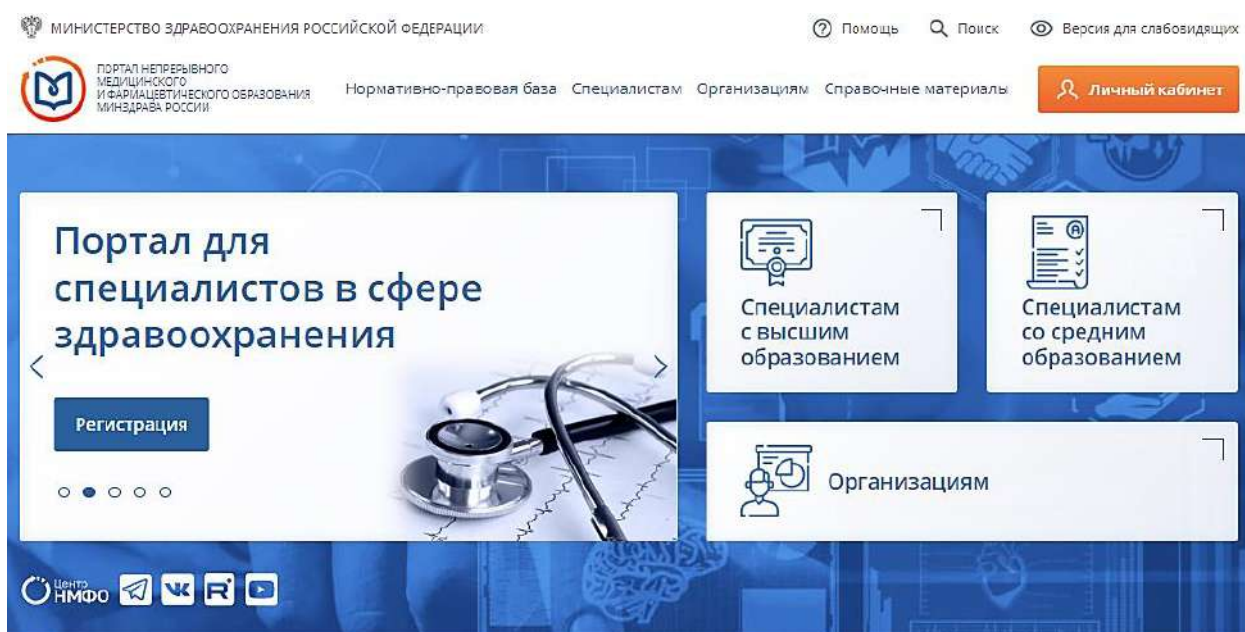 МИНИСТЕРСТВО ЗДРАВООХРАНЕНИЯ РОССИЙСКОЙ ФЕДЕРАЦИИ
Помощь
Поиск
Версия для слабовидящих
ПОРТАЛ НЕПРЕРЫВНОГО
МЕДИЦИНСКОГО
И ФАРМАЦЕВТИЧЕСКОГО ОБРАЗОВАНИЯ
МИНЗДРАВА РОССИИ
Нормативно-правовая база
Специалистам
Организациям
Справочные материалы
Личный кабинет
Портал для
специалистов в сфере
здравоохранения
Регистрация
Специалистам
с высшим
образованием
Специалистам
со средним
образованием
Организациям
Центр
НМФО